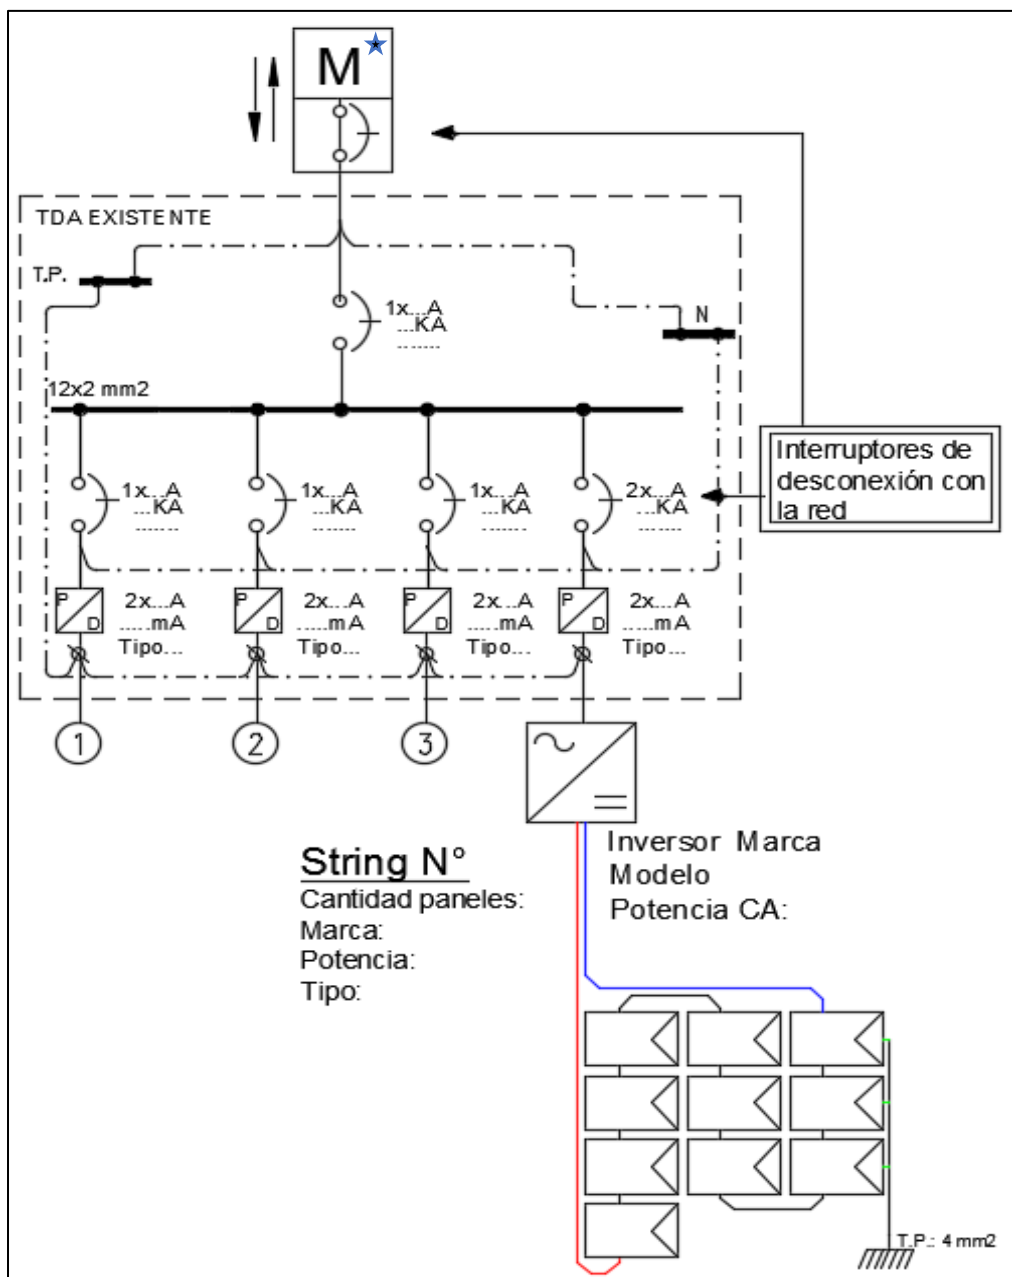 M
TDA EXISTENTE
T.P.
N
1x...A
...KA
........
12x2 mm2
1x...A
...KA
.......
1x...A
...KA
.......
1x...A
...KA
.......
2x...A
...KA
.......
Interruptores de
desconexión con
la red
P
D
2x...A
.....mA
Tipo...
P
D
2x...A
.....mA
Tipo...
P
D
2x...A
.....mA
Tipo...
P
D
2x...A
.....mA
Tipo...
1
2
3
String N°
Cantidad paneles:
Marca:
Potencia:
Tipo:
Inversor Marca
Modelo
Potencia CA:
T.P.: 4 mm2